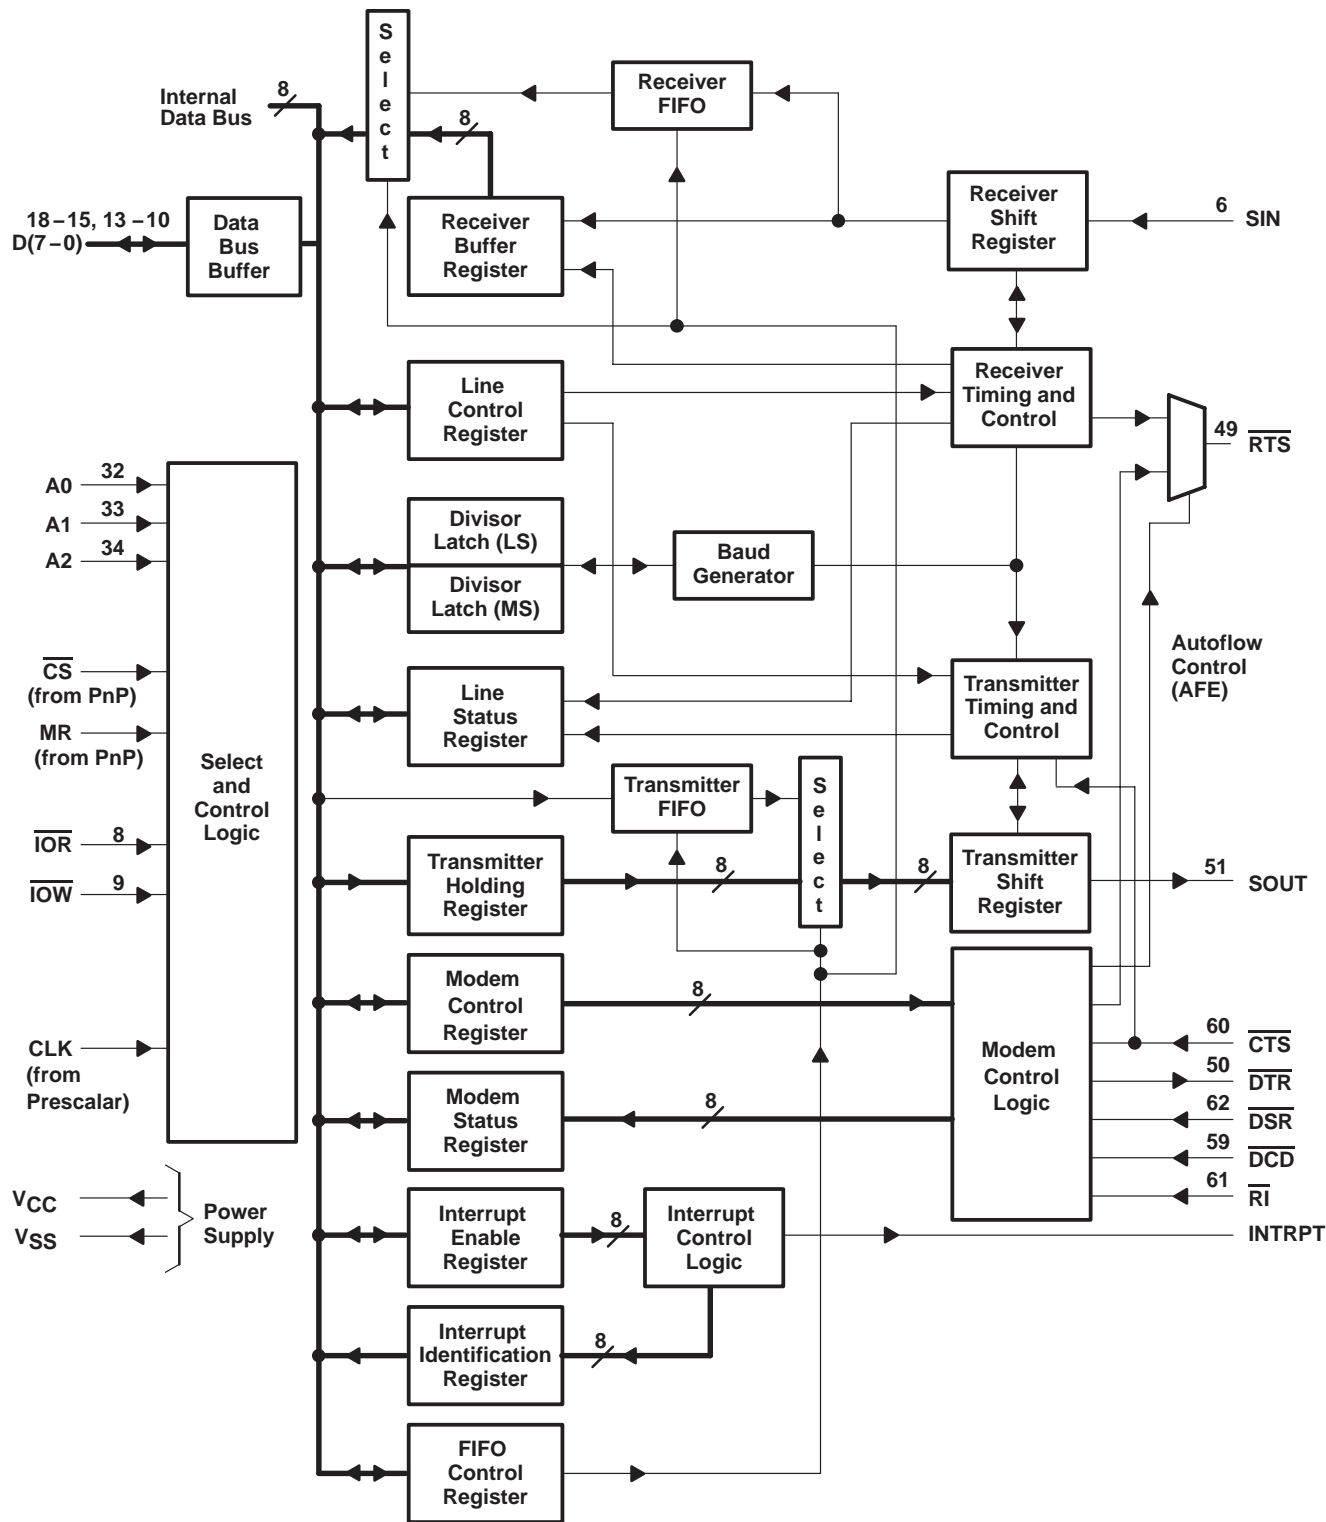 S
e
l
e
c
t
8
Internal
Data Bus
8
Receiver
FIFO
18–15, 13–10
D(7–0)
Data
Bus
Buffer
Receiver
Buffer
Register
Receiver
Shift
Register
6
SIN
Line
Control
Register
Receiver
Timing and
Control
49
RTS
A0
32
A1
33
A2
34
Divisor
Latch (LS)
Divisor
Latch (MS)
Baud
Generator
Autoflow
Control
(AFE)
CS
(from PnP)
MR
(from PnP)
Select
and
Control
Logic
Line
Status
Register
Transmitter
Timing and
Control
Transmitter
FIFO
S
e
l
e
c
t
IOR
8
IOW
9
Transmitter
Holding
Register
8
8
Transmitter
Shift
Register
51
SOUT
Modem
Control
Register
8
Modem
Control
Logic
60
CTS
50
DTR
62
DSR
59
DCD
61
RI
CLK
(from
Prescalar)
Modem
Status
Register
8
VCC
VSS
Power
Supply
Interrupt
Enable
Register
8
Interrupt
Control
Logic
INTRPT
Interrupt
Identification
Register
8
FIFO
Control
Register